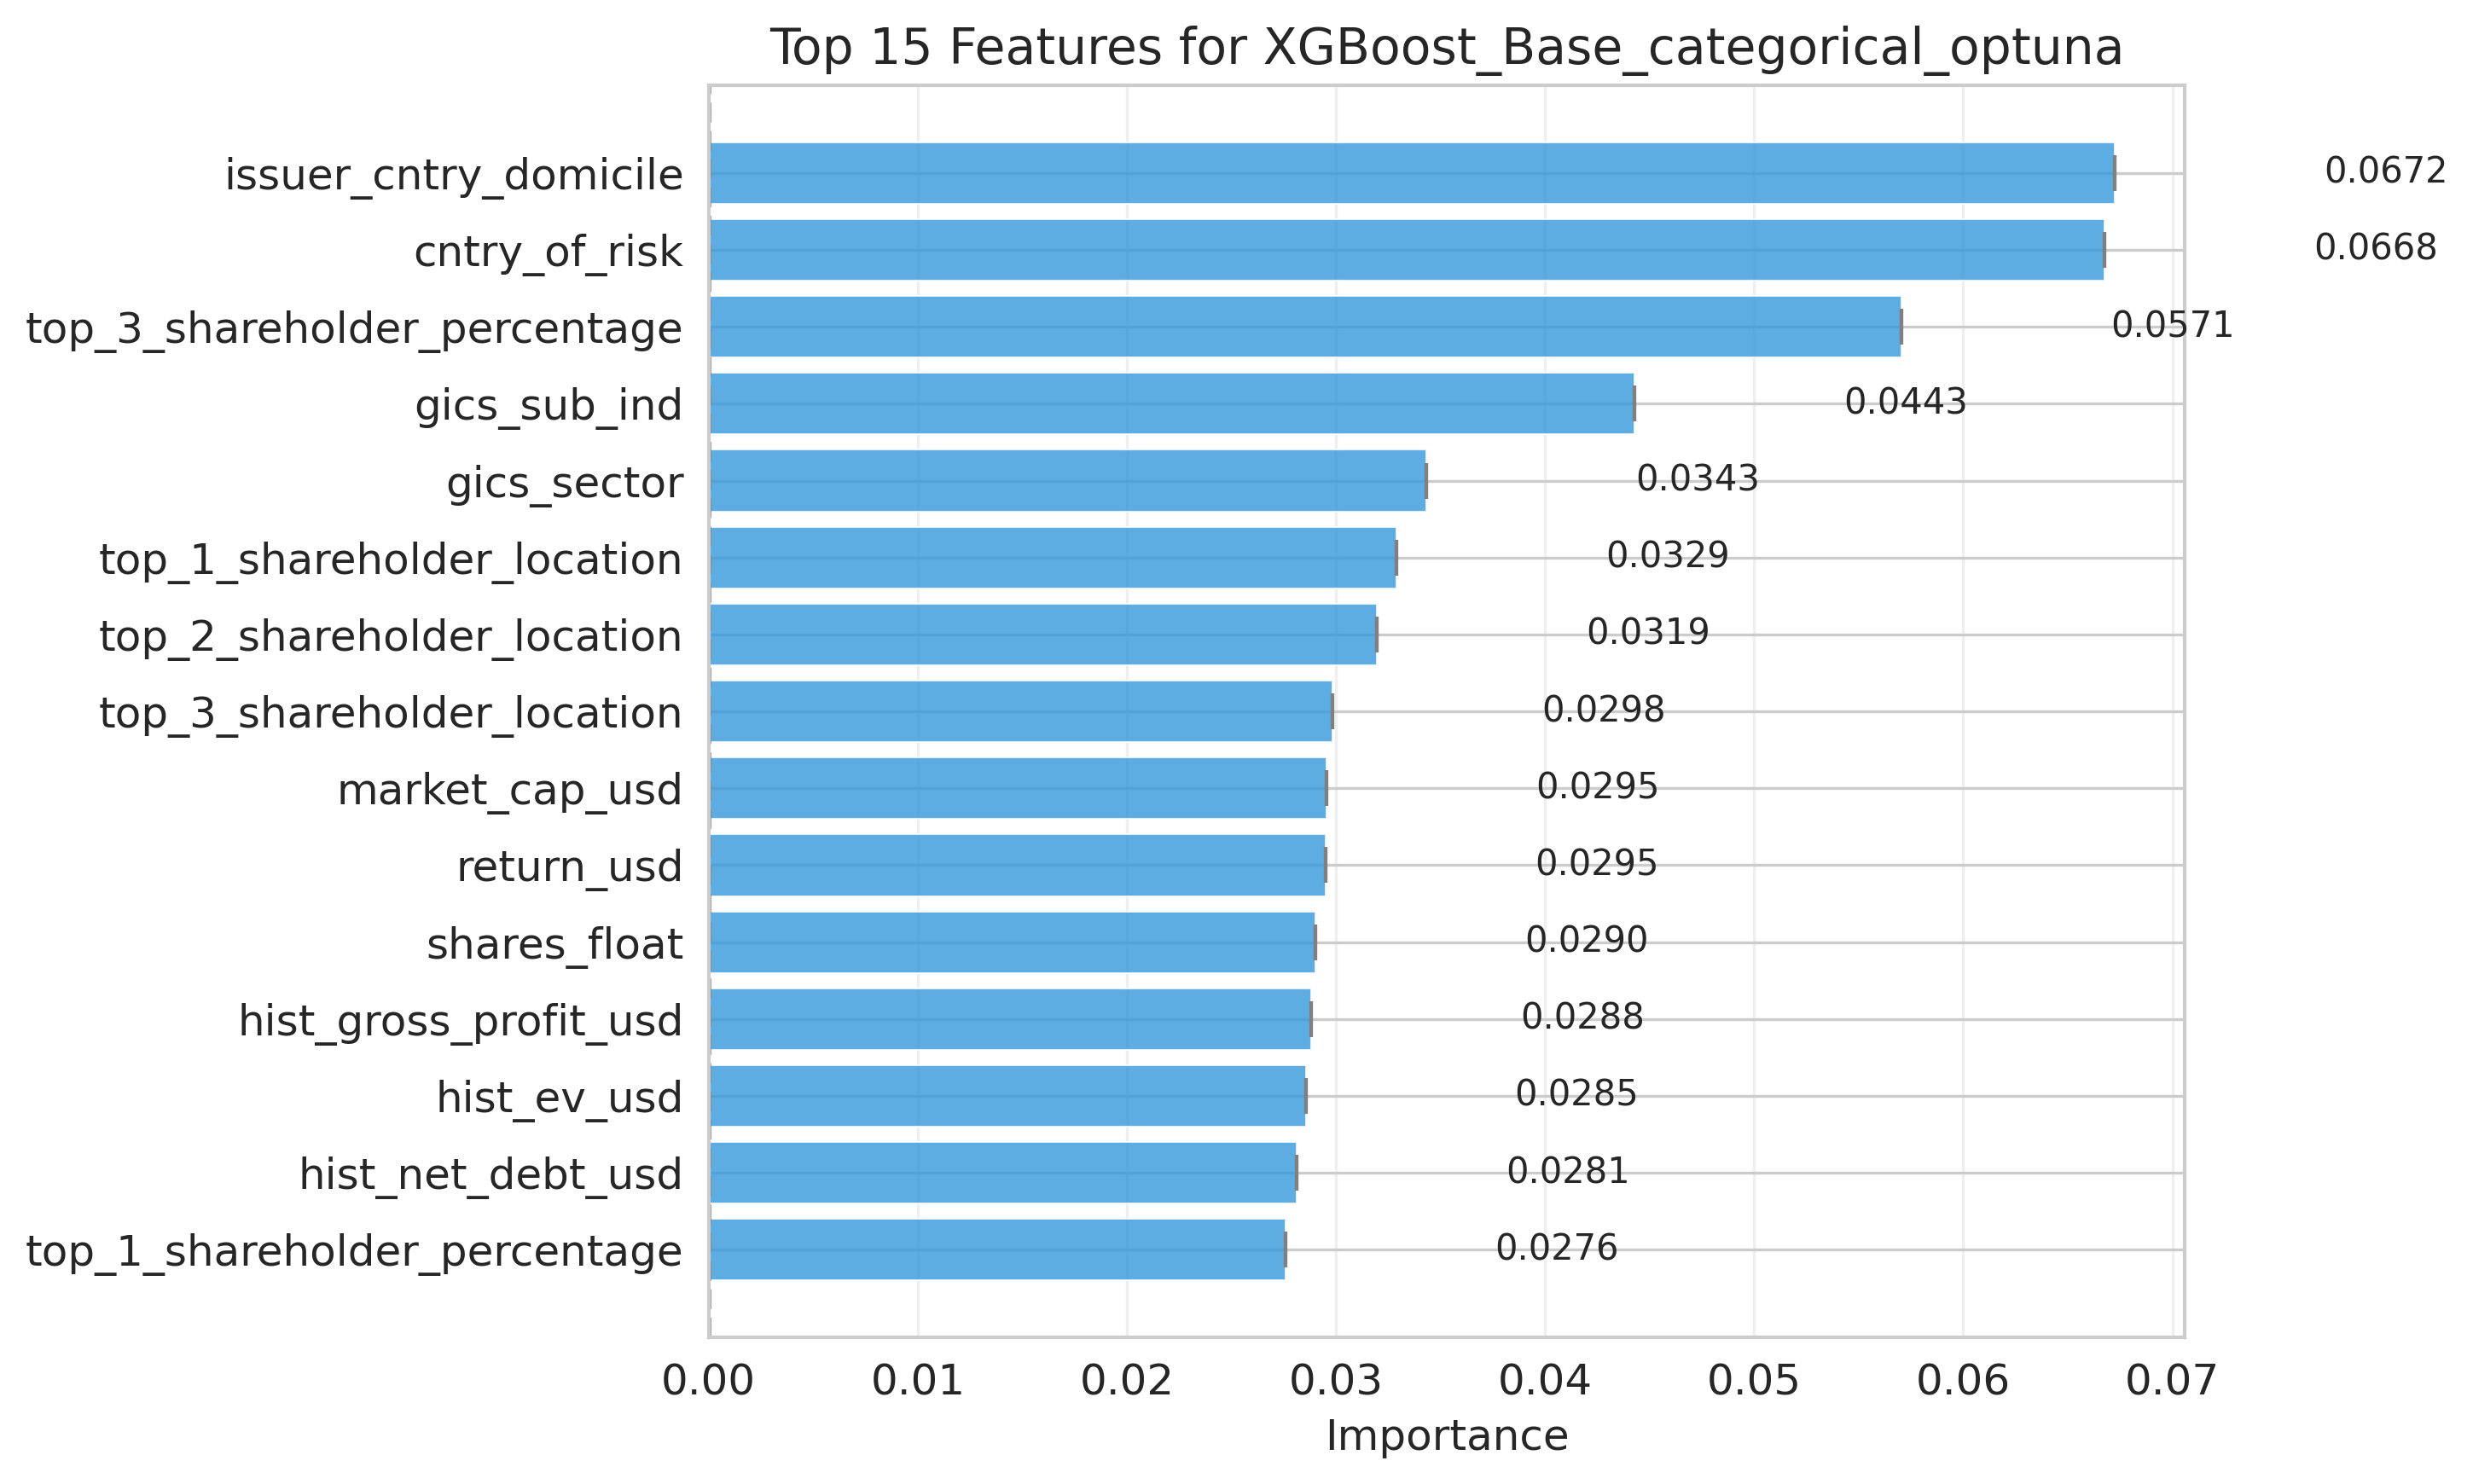 Top 15 Features for XGBoost_Base_categorical_optuna
issuer_cntry_domicile 0.0672
cntry_of_risk 0.0668
top_3_shareholder_percentage 0.0571
gics_sub_ind 0.0443
gics_sector 0.0343
top_1_shareholder_location 0.0329
top_2_shareholder_location 0.0319
top_3_shareholder_location 0.0298
market_cap_usd 0.0295
return_usd 0.0295
shares_float 0.0290
hist_gross_profit_usd 0.0288
hist_ev_usd 0.0285
hist_net_debt_usd 0.0281
top_1_shareholder_percentage 0.0276
0.00 0.01 0.02 0.03 0.04 0.05 0.06 0.07
Importance